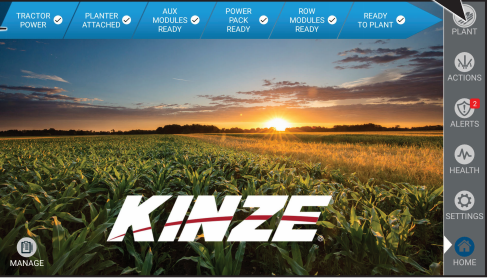 TRACTOR
POWER
PLANTER
ATTACHED
AUX
MODULES
READY
POWER
PACK
READY
ROW
MODULES
READY
READY
TO PLANT
PLANT
ACTIONS
2
ALERTS
HEALTH
SETTINGS
HOME
KINZE®
MANAGE